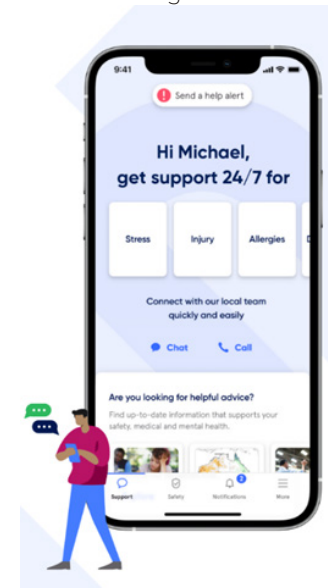 9:41
Send a help alert
Hi Michael,
get support 24/7 for
Stress
Injury
Allergies
Connect with our local team
quickly and easily
Chat
Call
Are you looking for helpful advice?
Find up-to-date information that supports your
safety, medical and mental health.
2
Support
Safety
Notifications
More